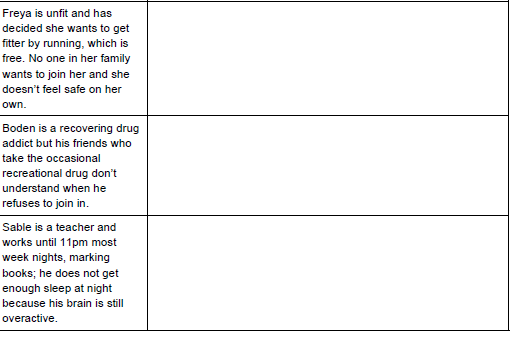 Freya is unfit and has
decided she wants to get
fitter by running, which is
free. No one in her family
wants to join her and she
doesn’t feel safe on her
own.
Boden is a recovering drug
addict but his friends who
take the occasional
recreational drug don’t
understand when he
refuses to join in.
Sable is a teacher and
works until 11pm most
week nights, marking
books; he does not get
enough sleep at night
because his brain is still
overactive.